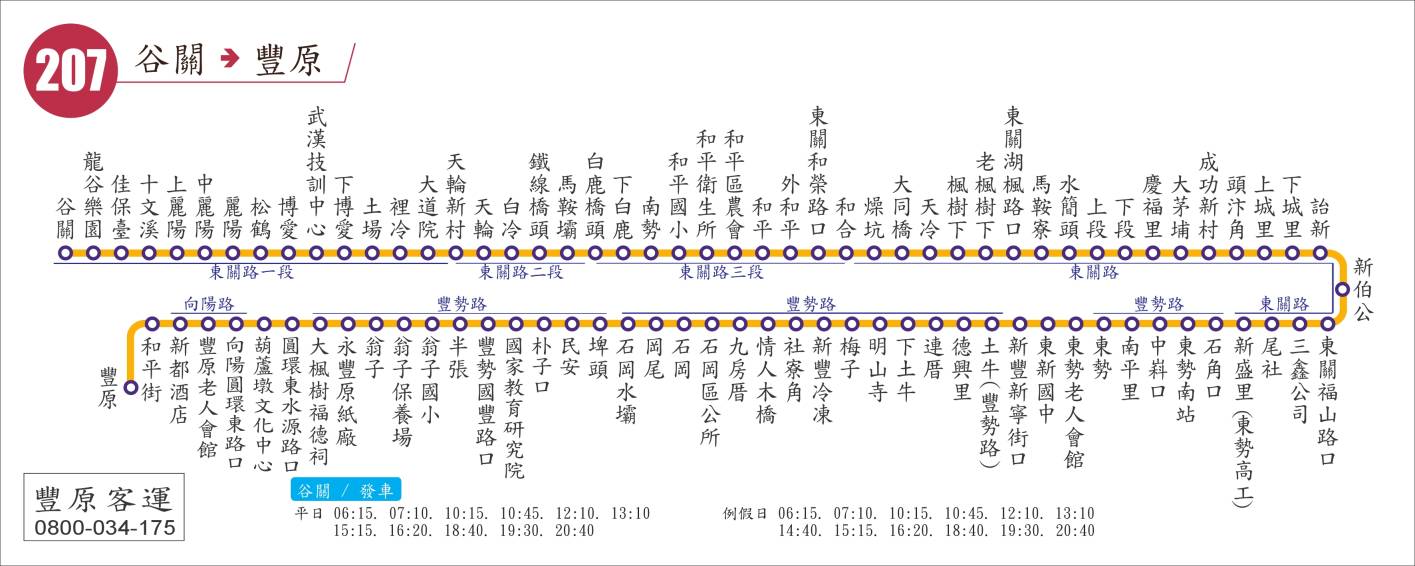 207
谷關 → 豐原
谷關
龍谷樂園
佳保臺
十文溪
上麗陽
中麗陽
麗陽
松鶴
博愛
武漢技訓中心
下博愛
土場
裡冷
大道院
天輪新村
天輪
白冷
鐵線橋頭
馬鞍壩
白鹿橋頭
下白鹿
南勢
和平國小
和平衛生所
和平區農會
和平
外和平
東關和榮路口
和合
燥坑
大同橋
天冷
楓樹下
老楓樹下
東關湖楓路口
馬鞍寮
水簡頭
上段
下段
慶福里
大茅埔
成功新村
頭汴角
上城里
下城里
詒新
東關路一段
東關路二段
東關路三段
東關路
新伯公
向陽路
豐勢路
豐勢路
豐勢路
東關路
豐原
和平街
新都酒店
豐原老人會館
向陽圓環東路口
葫蘆墩文化中心
圓環東水源路口
大楓樹福德祠
永豐原紙廠
翁子
翁子保養場
翁子國小
半張
豐勢國豐路口
國家教育研究院
朴子口
民安
埤頭
石岡水壩
岡尾
石岡
石岡區公所
九房厝
情人木橋
社寮角
新豐冷凍
梅子
明山寺
下土牛
連厝
德興里
土牛(豐勢路)
新豐新寧街口
東新國中
東勢老人會館
東勢
南平里
中嵙口
東勢南站
石角口
新盛里(東勢高工)
尾社
三鑫公司
東關福山路口
豐原客運
0800-034-175
谷關 / 發車
平日 06:15. 07:10. 10:15. 10:45. 12:10. 13:10
15:15. 16:20. 18:40. 19:30. 20:40
例假日 06:15. 07:10. 10:15. 10:45. 12:10. 13:10
14:40. 15:15. 16:20. 18:40. 19:30. 20:40